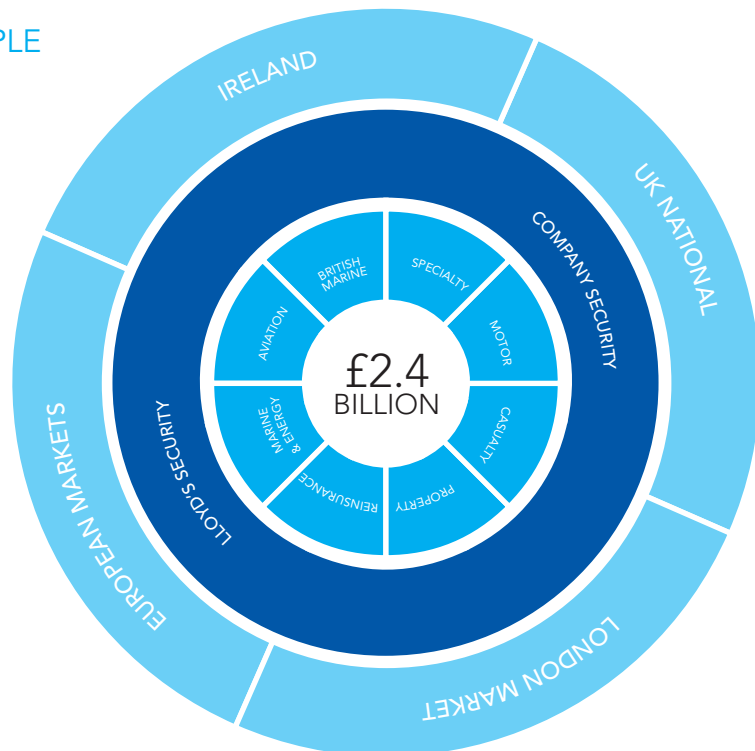 PLE
IRELAND
UK NATIONAL
LONDON MARKET
EUROPEAN MARKETS
COMPANY SECURITY
LLOYD'S SECURITY
BRITISH
MARINE
SPECIALTY
MOTOR
CASUALTY
PROPERTY
REINSURANCE
MARINE
& ENERGY
AVIATION
£2.4
BILLION